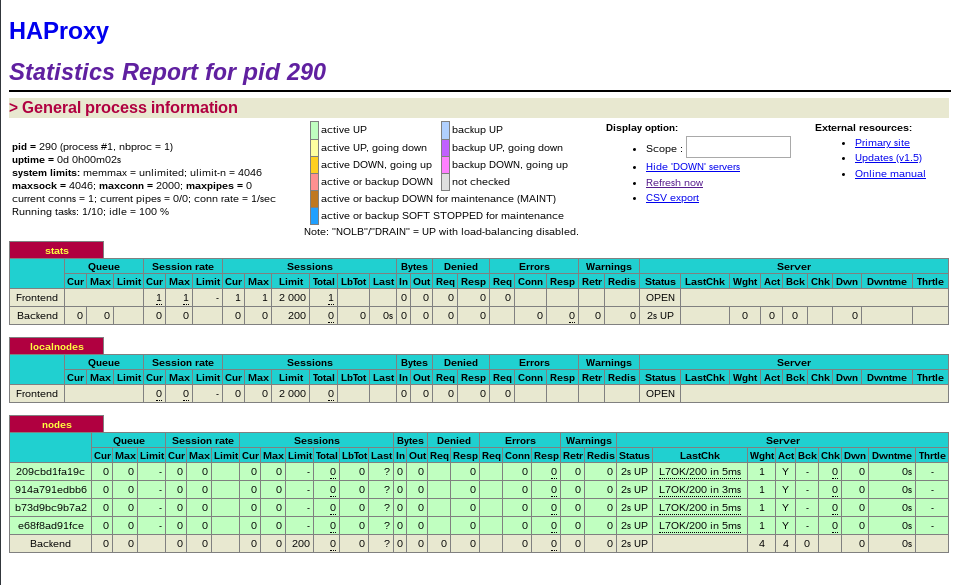 HAProxy
Statistics Report for pid 290
> General process information
pid = 290 (process #1, nbproc = 1)
uptime = 0d 0h00m02s
system limits: memmax = unlimited; ulimit-n = 4046
maxsock = 4046; maxconn = 2000; maxpipes = 0
current conns = 1; current pipes = 0/0; conn rate = 1/sec
Running tasks: 1/10; idle = 100 %
active UP backup UP
active UP, going down backup UP, going down
active DOWN, going up backup DOWN, going up
active or backup DOWN not checked
active or backup DOWN for maintenance (MAINT)
active or backup SOFT STOPPED for maintenance
Note: "NOLB"/"DRAIN" = UP with load-balancing disabled.
Display option:
• Scope :
• Hide 'DOWN' servers
• Refresh now
• CSV export
External resources:
• Primary site
• Updates (v1.5)
• Online manual
stats
Queue Session rate Sessions Bytes Denied Errors Warnings Server
Cur Max Limit Cur Max Limit Cur Max Limit Total LbTot Last In Out Req Resp Req Conn Resp Retr Redis Status LastChk Wght Act Bck Chk Dwn Dwntme Thrtle
Frontend 1 1 - 1 1 2 000 1 0 0 0 0 0 OPEN
Backend 0 0 0 0 0 0 200 0 0 0s 0 0 0 0 0 0 0 0 2s UP 0 0 0 0
localnodes
Queue Session rate Sessions Bytes Denied Errors Warnings Server
Cur Max Limit Cur Max Limit Cur Max Limit Total LbTot Last In Out Req Resp Req Conn Resp Retr Redis Status LastChk Wght Act Bck Chk Dwn Dwntme Thrtle
Frontend 0 0 - 0 0 2 000 0 0 0 0 0 0 OPEN
nodes
Queue Session rate Sessions Bytes Denied Errors Warnings Server
Cur Max Limit Cur Max Limit Cur Max Limit Total LbTot Last In Out Req Resp Req Conn Resp Retr Redis Status LastChk Wght Act Bck Chk Dwn Dwntme Thrtle
209cbd1fa19c 0 0 - 0 0 0 0 - 0 0 ? 0 0 0 0 0 0 0 2s UP L7OK/200 in 5ms 1 Y - 0 0 0s -
914a791edbb6 0 0 - 0 0 0 0 - 0 0 ? 0 0 0 0 0 0 0 2s UP L7OK/200 in 3ms 1 Y - 0 0 0s -
b73d9bc9b7a2 0 0 - 0 0 0 0 - 0 0 ? 0 0 0 0 0 0 0 2s UP L7OK/200 in 5ms 1 Y - 0 0 0s -
e68f8ad91fce 0 0 - 0 0 0 0 - 0 0 ? 0 0 0 0 0 0 0 2s UP L7OK/200 in 5ms 1 Y - 0 0 0s -
Backend 0 0 0 0 0 0 200 0 0 ? 0 0 0 0 0 0 0 0 2s UP 4 4 0 0 0s